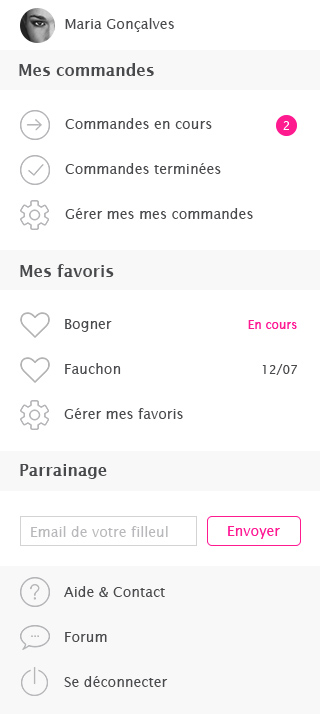 Maria Gonçalves
Mes commandes
Commandes en cours 2
Commandes terminées
Gérer mes mes commandes
Mes favoris
Bogner En cours
Fauchon 12/07
Gérer mes favoris
Parrainage
Email de votre filleul Envoyer
Aide & Contact
Forum
Se déconnecter